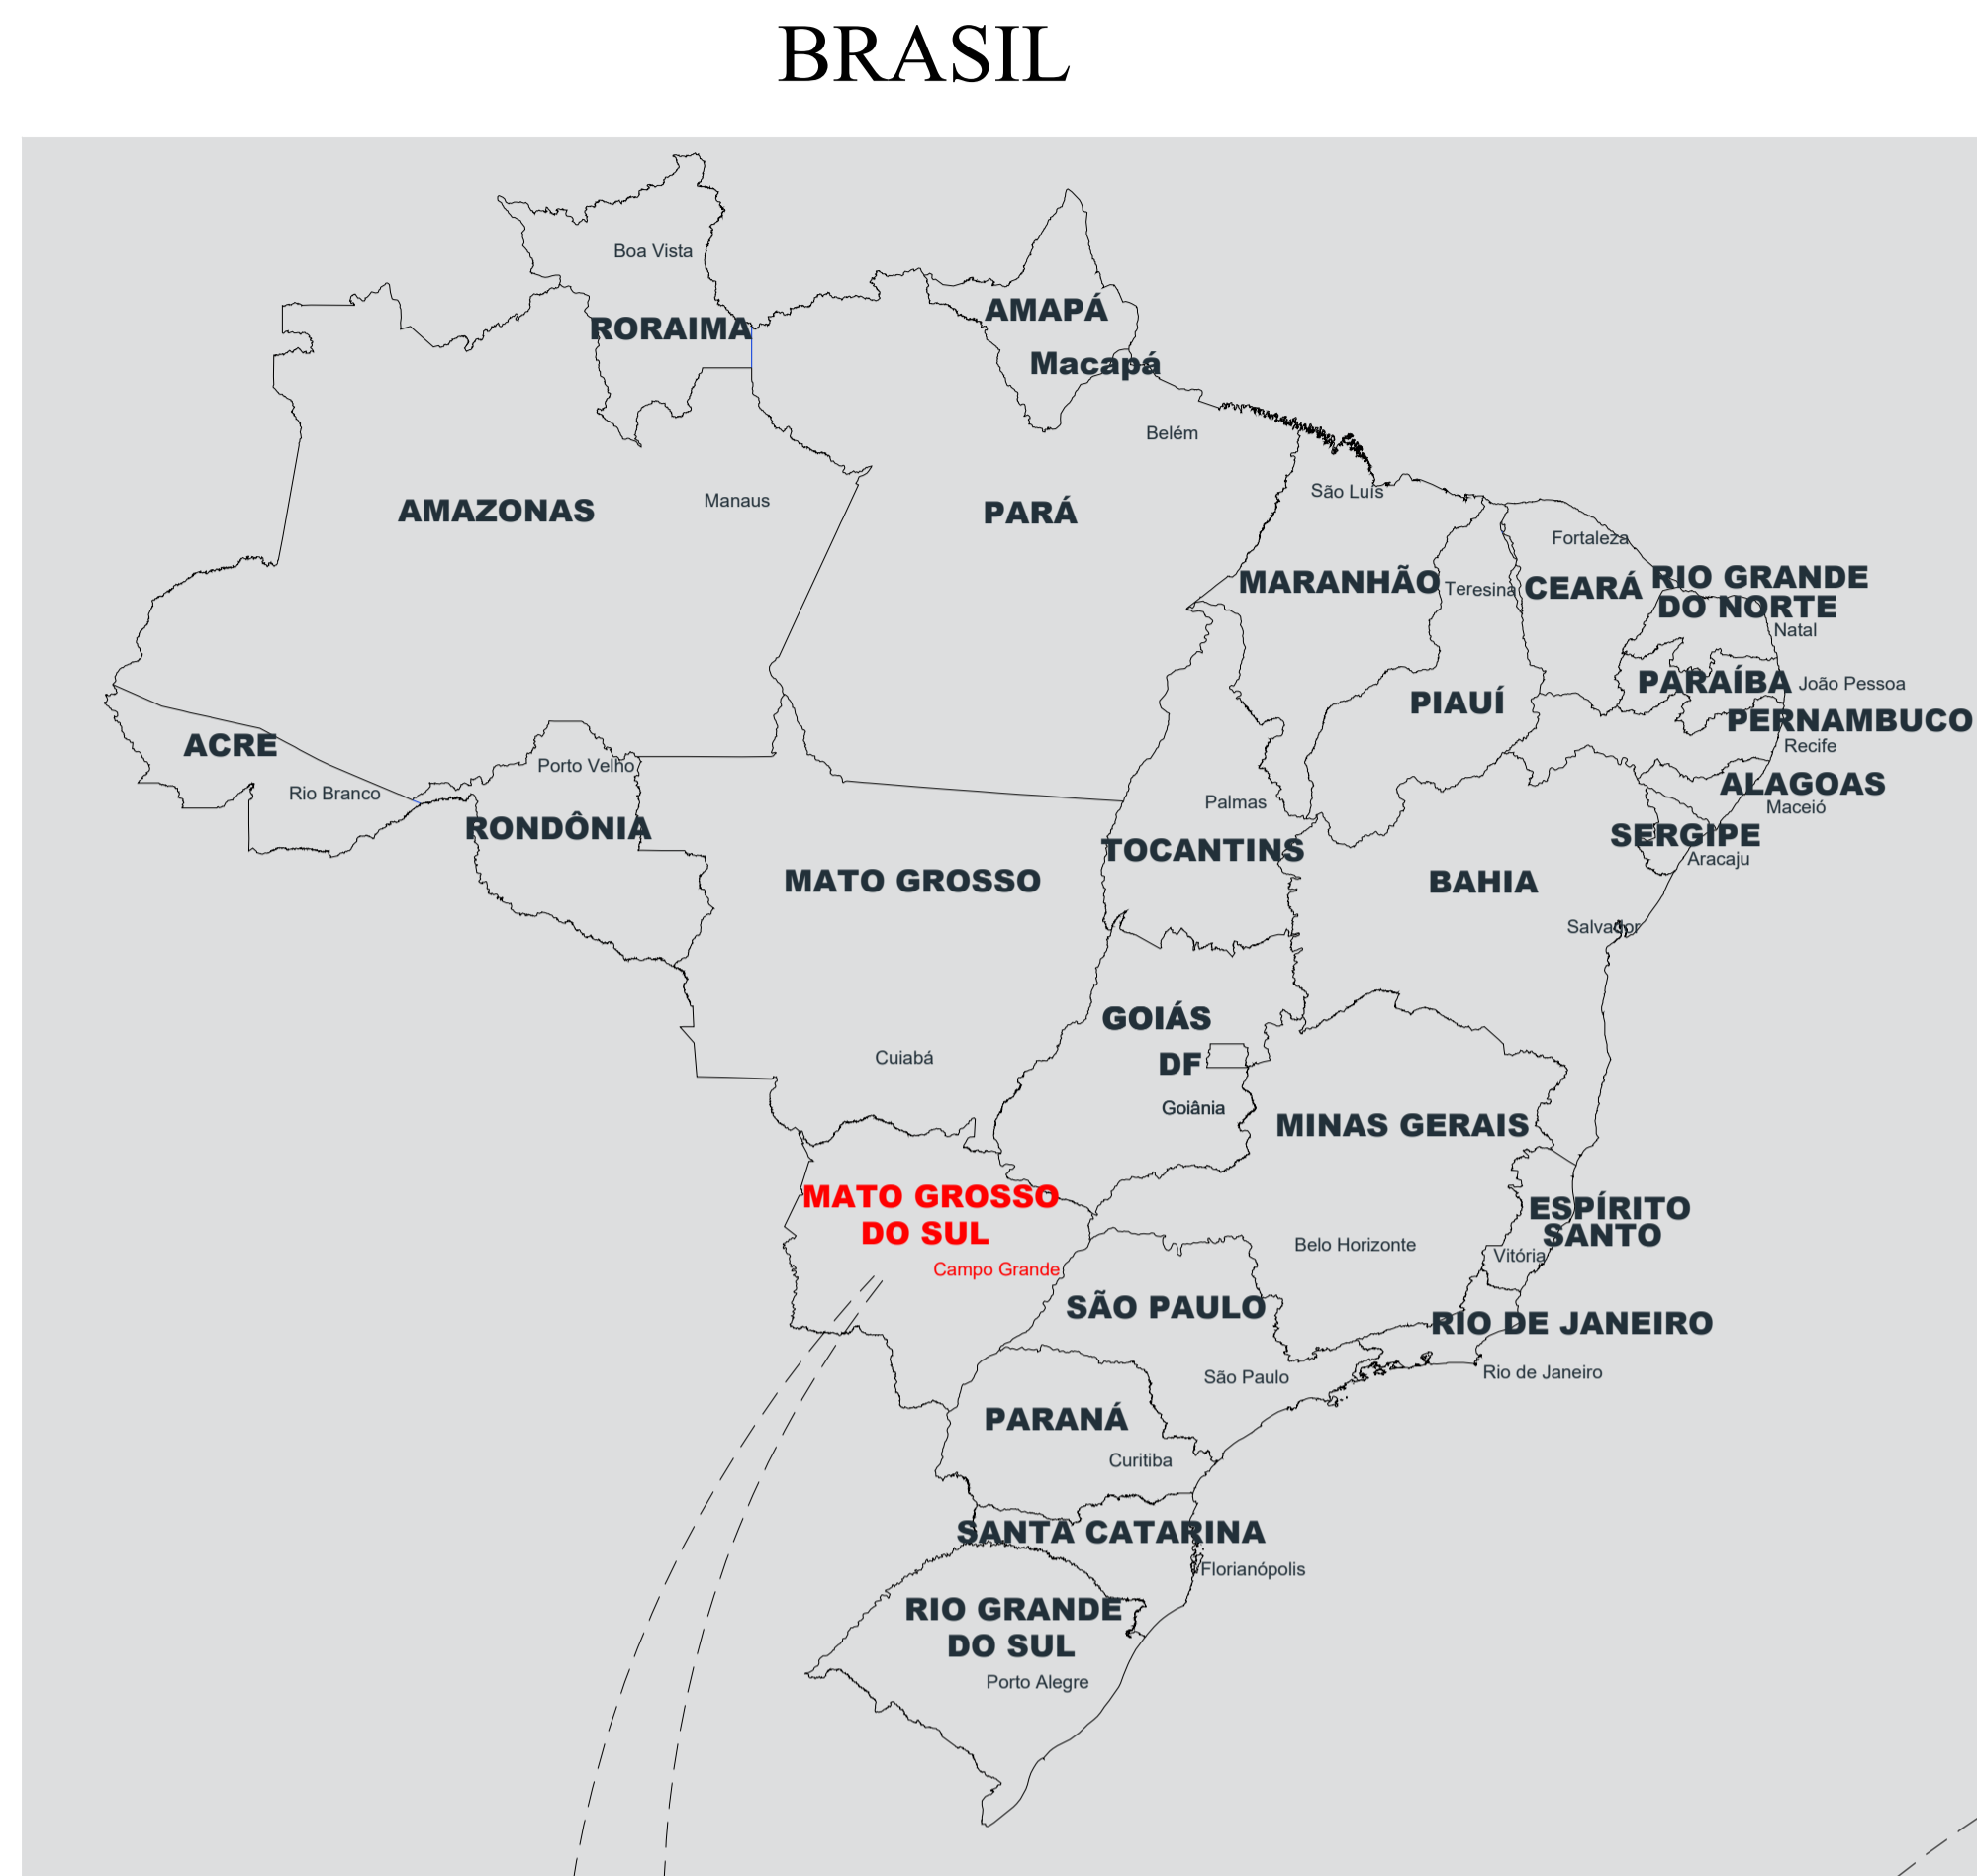 BRASIL
Boa Vista
RORAIMA
AMAPÁ
Macapá
Belém
AMAZONAS
Manaus
PARÁ
São Luís
Fortaleza
MARANHÃO
Teresina
CEARÁ
RIO GRANDE
DO NORTE
Natal
PARAÍBA
João Pessoa
PIAUÍ
PERNAMBUCO
Recife
ACRE
Rio Branco
Porto Velho
RONDÔNIA
ALAGOAS
Maceió
Palmas
TOCANTINS
SERGIPE
Aracaju
MATO GROSSO
BAHIA
Salvador
GOIÁS
DF
Cuiabá
Goiânia
MINAS GERAIS
MATO GROSSO
DO SUL
Campo Grande
ESPÍRITO
SANTO
Belo Horizonte
Vitória
SÃO PAULO
RIO DE JANEIRO
São Paulo
Rio de Janeiro
PARANÁ
Curitiba
SANTA CATARINA
Florianópolis
RIO GRANDE
DO SUL
Porto Alegre